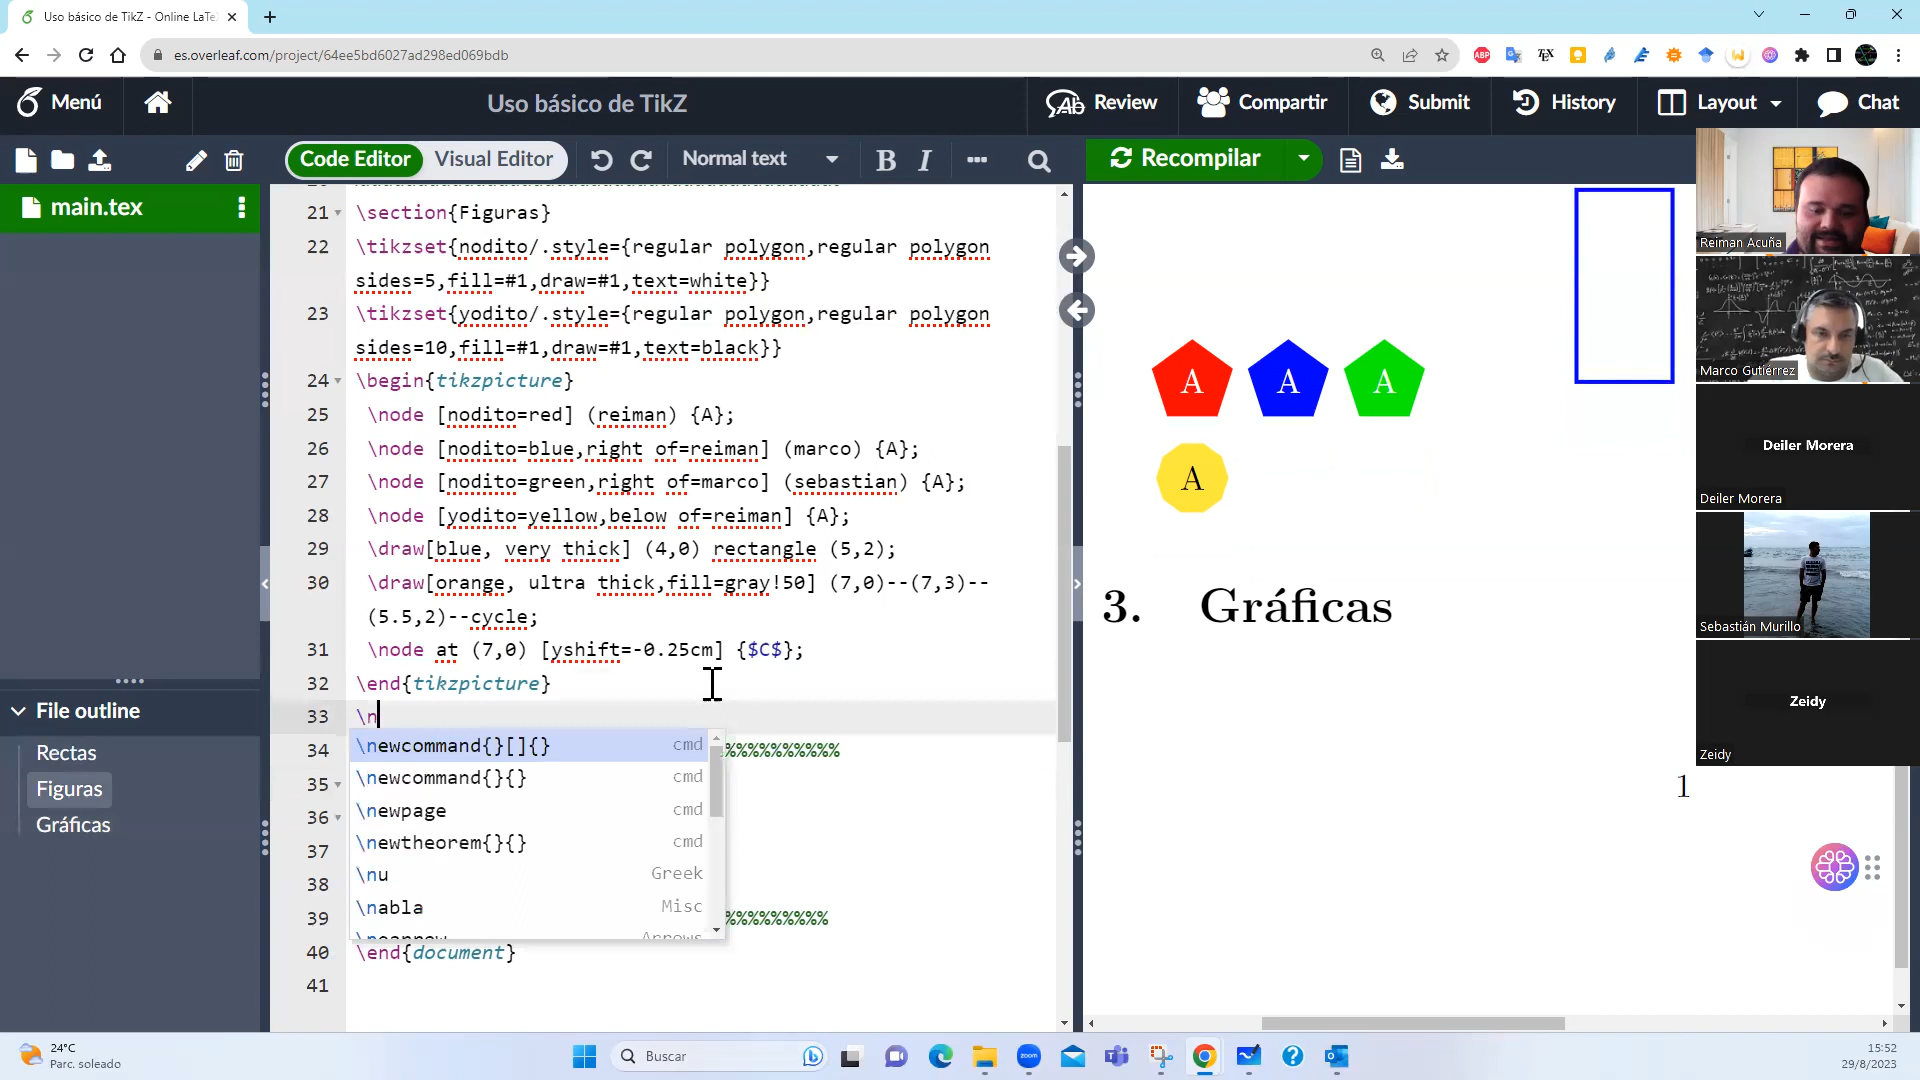 Uso básico de TikZ - Online LaTe
es.overleaf.com/project/64ee5bd6027ad298ed069bdb
ABP
TEX
Menú
Uso básico de TikZ
Review
Compartir
Submit
History
Layout
Chat
Code Editor
Visual Editor
Normal text
B I
Recompilar
main.tex
21 \section{Figuras}
22 \tikzset{nodito/.style={regular polygon,regular polygon
sides=5,fill=#1,draw=#1,text=white}}
23 \tikzset{yodito/.style={regular polygon,regular polygon
sides=10,fill=#1,draw=#1,text=black}}
24 \begin{tikzpicture}
25 \node [nodito=red] (reiman) {A};
26 \node [nodito=blue,right of=reiman] (marco) {A};
27 \node [nodito=green,right of=marco] (sebastian) {A};
28 \node [yodito=yellow,below of=reiman] {A};
29 \draw[blue, very thick] (4,0) rectangle (5,2);
30 \draw[orange, ultra thick,fill=gray!50] (7,0)--(7,3)--
(5.5,2)--cycle;
31 \node at (7,0) [yshift=-0.25cm] {$C$};
32 \end{tikzpicture}
33 \n
\newcommand{}[]{} cmd
\newcommand{}{} cmd
\newpage cmd
\newtheorem{}{} cmd
\nu Greek
\nabla Misc
34 %%%%%%%%%%
35
36
37
38
39 %%%%%%%%%
40 \end{document}
41
File outline
Rectas
Figuras
Gráficas
A A A
A
3. Gráficas
1
Reiman Acuña
Marco Gutiérrez
Deiler Morera
Deiler Morera
Sebastián Murillo
Zeidy
Zeidy
24°C
Parc. soleado
Buscar
zoom
15:52
29/8/2023